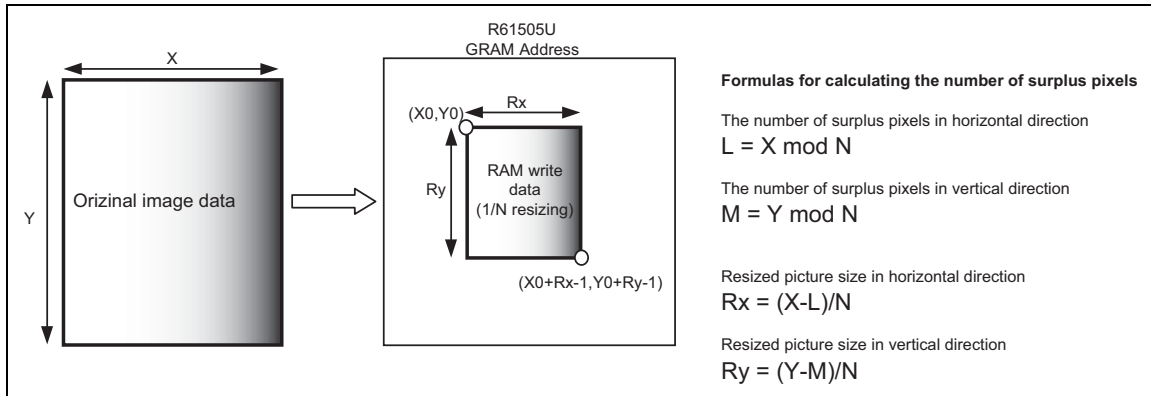 R61505U
GRAM Address
X
Y
Orizinal image data
(X0,Y0)
Rx
Ry
RAM write
data
(1/N resizing)
(X0+Rx-1,Y0+Ry-1)
Formulas for calculating the number of surplus pixels
The number of surplus pixels in horizontal direction
L = X mod N
The number of surplus pixels in vertical direction
M = Y mod N
Resized picture size in horizontal direction
Rx = (X-L)/N
Resized picture size in vertical direction
Ry = (Y-M)/N